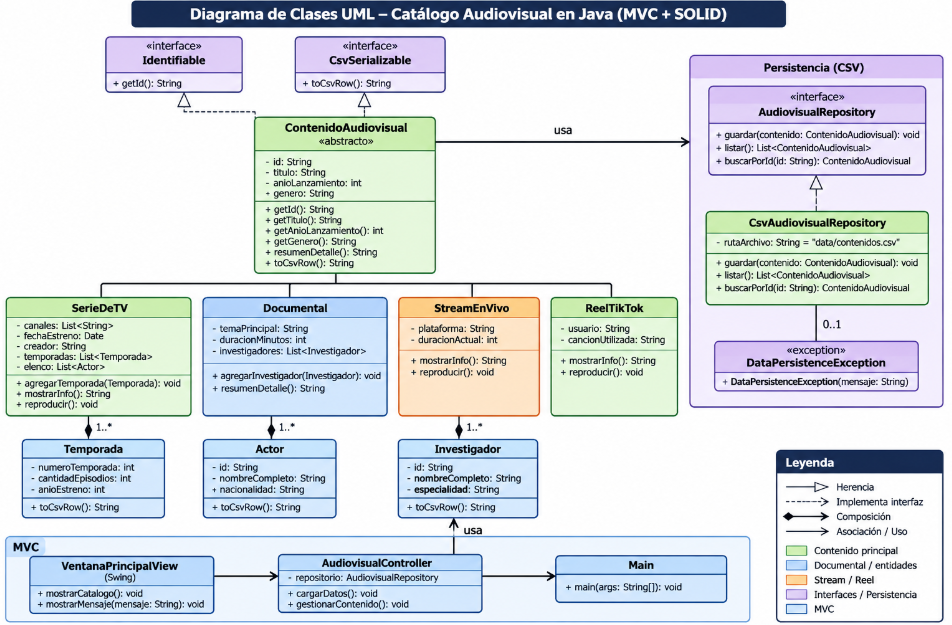 Diagrama de Clases UML – Catálogo Audiovisual en Java (MVC + SOLID)
«interface»
Identifiable
+ getId(): String
«interface»
CsvSerializable
+ toCsvRow(): String
ContenidoAudiovisual
«abstracto»
- id: String
- titulo: String
- anioLanzamiento: int
- genero: String
+ getId(): String
+ getTitulo(): String
+ getAnioLanzamiento(): int
+ getGenero(): String
+ resumenDetalle(): String
+ toCsvRow(): String
usa
Persistencia (CSV)
«interface»
AudiovisualRepository
+ guardar(contenido: ContenidoAudiovisual): void
+ listar(): List<ContenidoAudiovisual>
+ buscarPorId(id: String): ContenidoAudiovisual
CsvAudiovisualRepository
- rutaArchivo: String = "data/contenidos.csv"
+ guardar(contenido: ContenidoAudiovisual): void
+ listar(): List<ContenidoAudiovisual>
+ buscarPorId(id: String): ContenidoAudiovisual
0..1
«exception»
DataPersistenceException
+ DataPersistenceException(mensaje: String)
SerieDeTV
- canales: List<String>
- fechaEstreno: Date
- creador: String
- temporadas: List<Temporada>
- elenco: List<Actor>
+ agregarTemporada(Temporada): void
+ mostrarInfo(): String
+ reproducir(): void
1..*
Documental
- temaPrincipal: String
- duracionMinutos: int
- investigadores: List<Investigador>
+ agregarInvestigador(Investigador): void
+ resumenDetalle(): String
1..*
StreamEnVivo
- plataforma: String
- duracionActual: int
+ mostrarInfo(): String
+ reproducir(): void
1..*
ReelTikTok
- usuario: String
- cancionUtilizada: String
+ mostrarInfo(): String
+ reproducir(): void
Temporada
- numeroTemporada: int
- cantidadEpisodios: int
- anioEstreno: int
+ toCsvRow(): String
Actor
- id: String
- nombreCompleto: String
+ nacionalidad: String
+ toCsvRow(): String
Investigador
- id: String
- nombreCompleto: String
- especialidad: String
+ toCsvRow(): String
usa
MVC
VentanaPrincipalView
(Swing)
+ mostrarCatalogo(): void
+ mostrarMensaje(mensaje: String): void
AudiovisualController
- repositorio: AudiovisualRepository
+ cargarDatos(): void
+ gestionarContenido(): void
Main
+ main(args: String[]): void
Leyenda
Herencia
Implementa interfaz
Composición
Asociación / Uso
Contenido principal
Documental / entidades
Stream / Reel
Interfaces / Persistencia
MVC